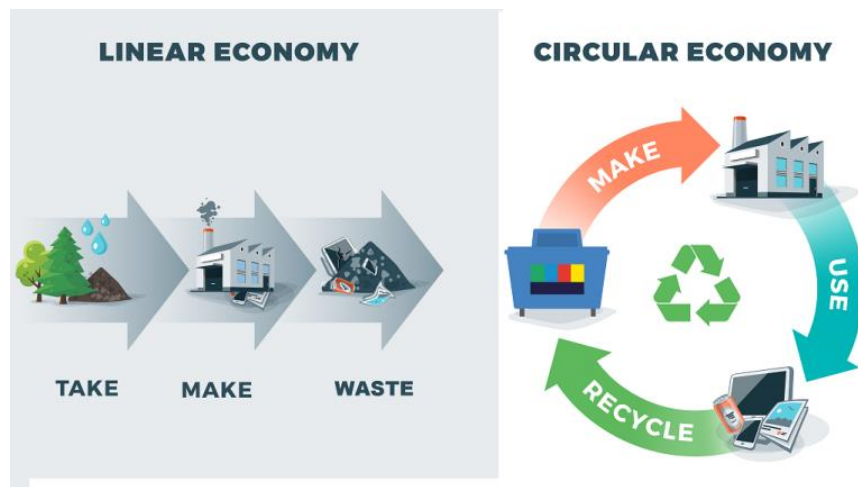 LINEAR ECONOMY
TAKE
MAKE
WASTE
CIRCULAR ECONOMY
MAKE
USE
RECYCLE